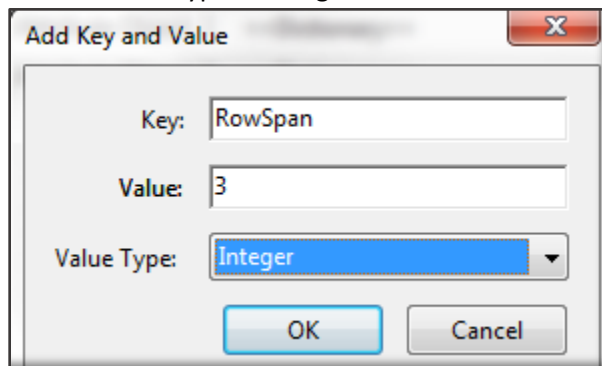 Add Key and Value
Key: RowSpan
Value: 3
Value Type: Integer
OK Cancel